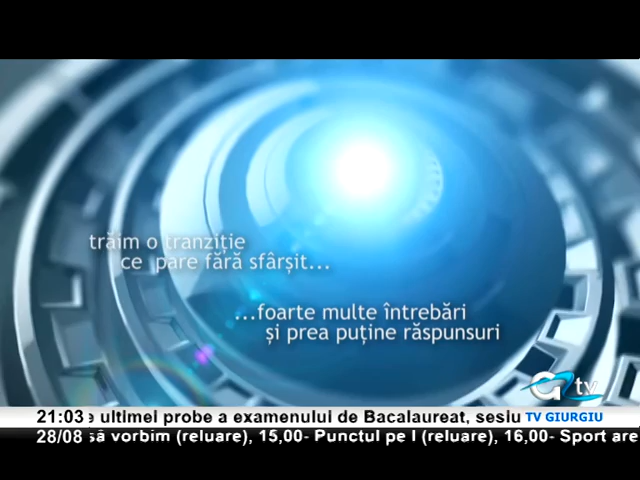 trăim o tranziție
ce pare fără sfârșit...
...foarte multe întrebări
și prea puține răspunsuri
G tv
21:03 e ultimei probe a examenului de Bacalaureat, sesiu TV GIURGIU
28/08 să vorbim (reluare), 15,00- Punctul pe I (reluare), 16,00- Sport are